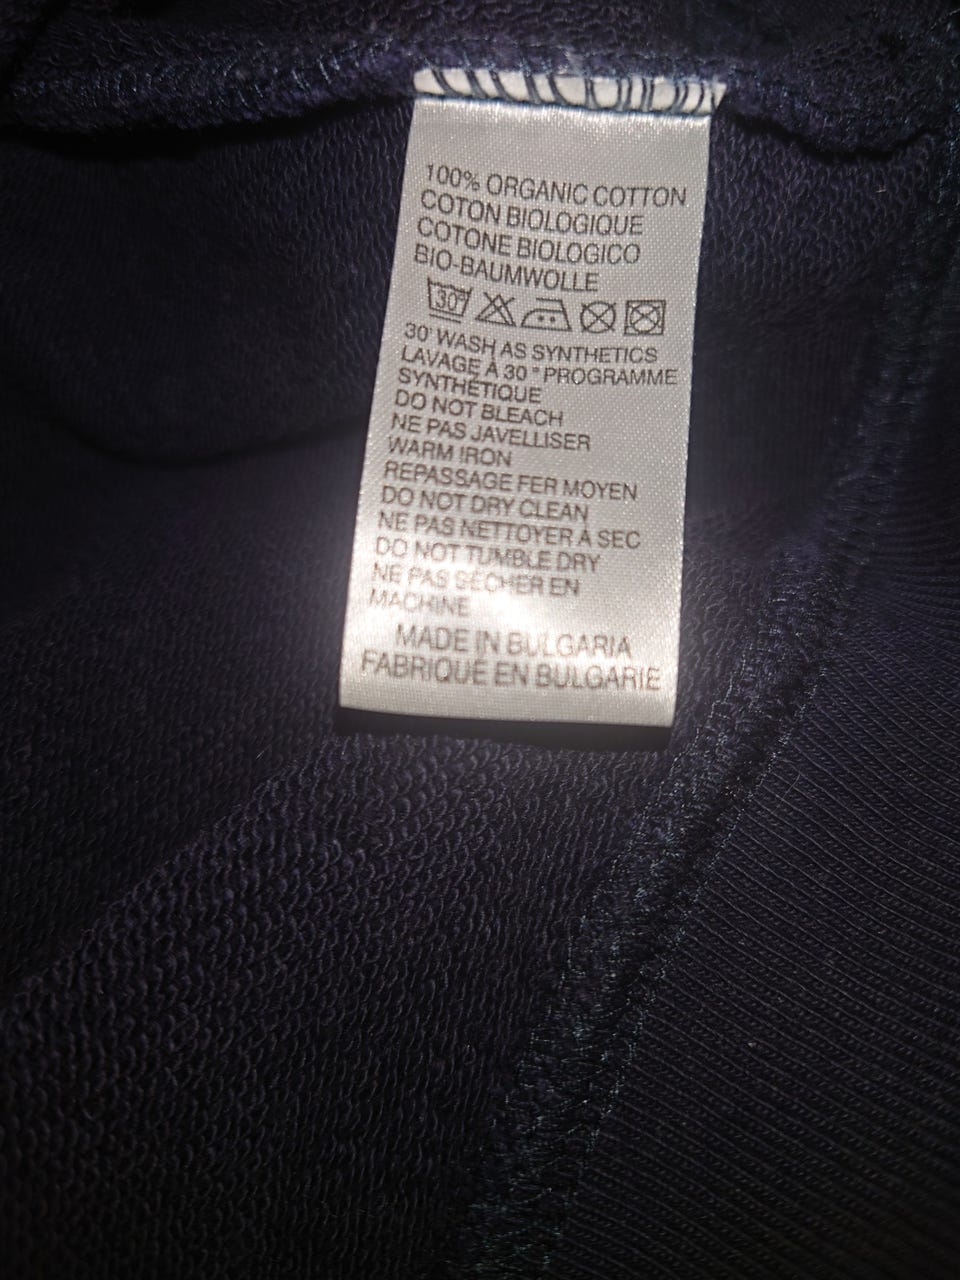 100% ORGANIC COTTON
COTON BIOLOGIQUE
COTONE BIOLOGICO
BIO-BAUMWOLLE
30°
30° WASH AS SYNTHETICS
LAVAGE À 30 ° PROGRAMME
SYNTHÉTIQUE
DO NOT BLEACH
NE PAS JAVELLISER
WARM IRON
REPASSAGE FER MOYEN
DO NOT DRY CLEAN
NE PAS NETTOYER À SEC
DO NOT TUMBLE DRY
NE PAS SÉCHER EN
MACHINE
MADE IN BULGARIA
FABRIQUÉ EN BULGARIE